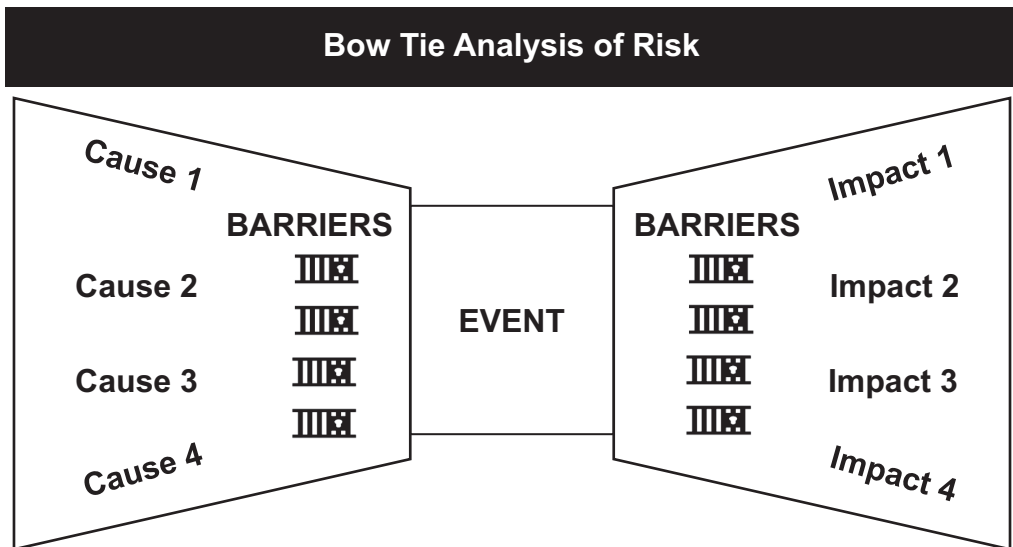 Bow Tie Analysis of Risk
Cause 1
BARRIERS
Cause 2
Cause 3
Cause 4
EVENT
BARRIERS
Impact 1
Impact 2
Impact 3
Impact 4